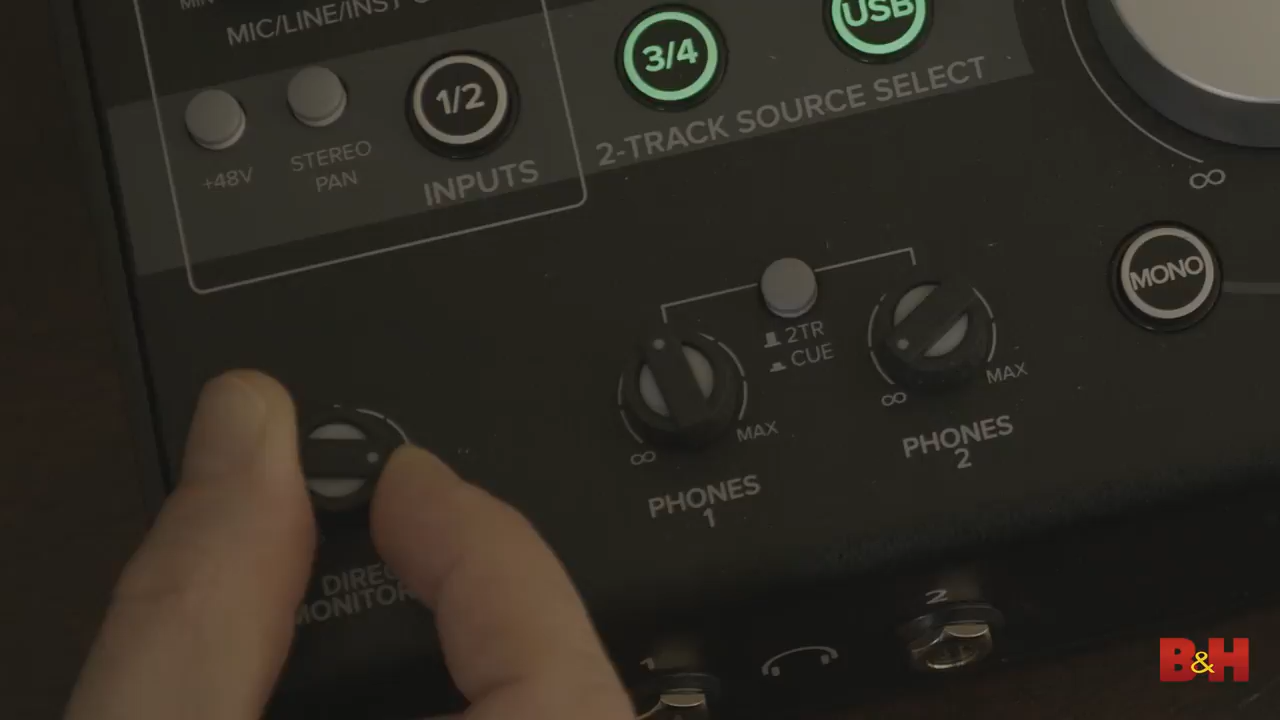 MIC/LINE/INST
3/4
USB
1/2
+48V
STEREO
PAN
INPUTS
2-TRACK SOURCE SELECT
∞
MONO
2TR
CUE
∞
MAX
PHONES
1
∞
MAX
PHONES
2
1
2
B&H